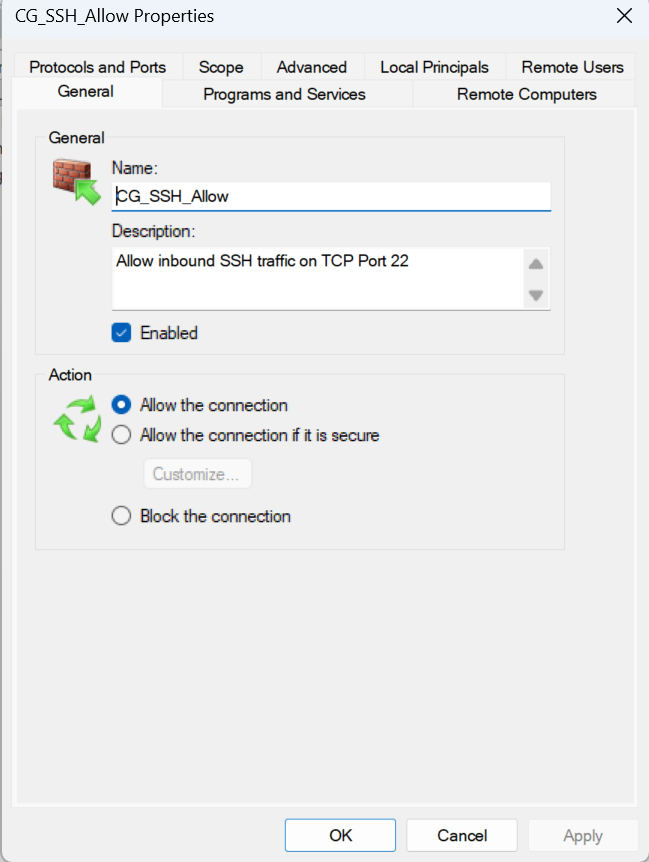 CG_SSH_Allow Properties
Protocols and Ports Scope Advanced Local Principals Remote Users
General Programs and Services Remote Computers
General
Name:
CG_SSH_Allow
Description:
Allow inbound SSH traffic on TCP Port 22
Enabled
Action
Allow the connection
Allow the connection if it is secure
Customize...
Block the connection
OK Cancel Apply